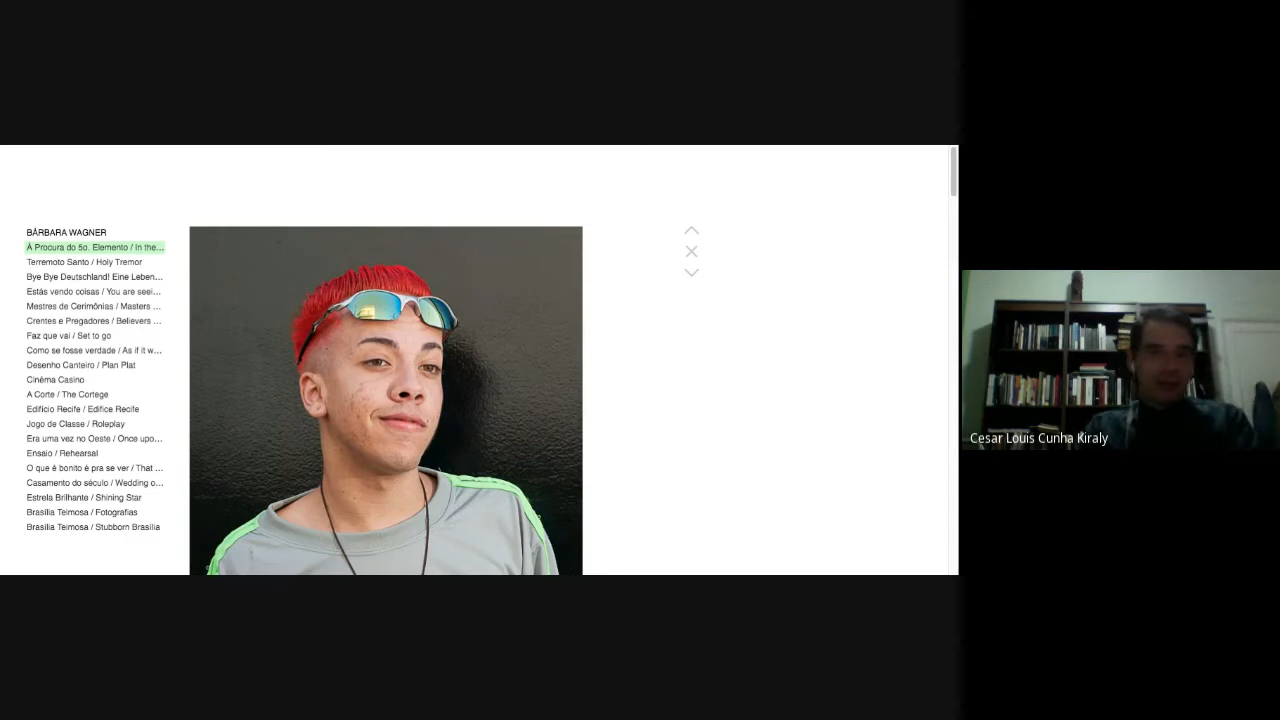 BÁRBARA WAGNER
À Procura do 5o. Elemento / In the...
Terremoto Santo / Holy Tremor
Bye Bye Deutschland! Eine Leben...
Estás vendo coisas / You are seei...
Mestres de Cerimônias / Masters ...
Crentes e Pregadores / Believers ...
Faz que vai / Set to go
Como se fosse verdade / As if it w...
Desenho Canteiro / Plan Plat
Cinéma Casino
A Corte / The Cortege
Edifício Recife / Edifice Recife
Jogo de Classe / Roleplay
Era uma vez no Oeste / Once upo...
Ensaio / Rehearsal
O que é bonito é pra se ver / That ...
Casamento do século / Wedding o...
Estrela Brilhante / Shining Star
Brasília Teimosa / Fotografias
Brasília Teimosa / Stubborn Brasília
Cesar Louis Cunha Kiraly